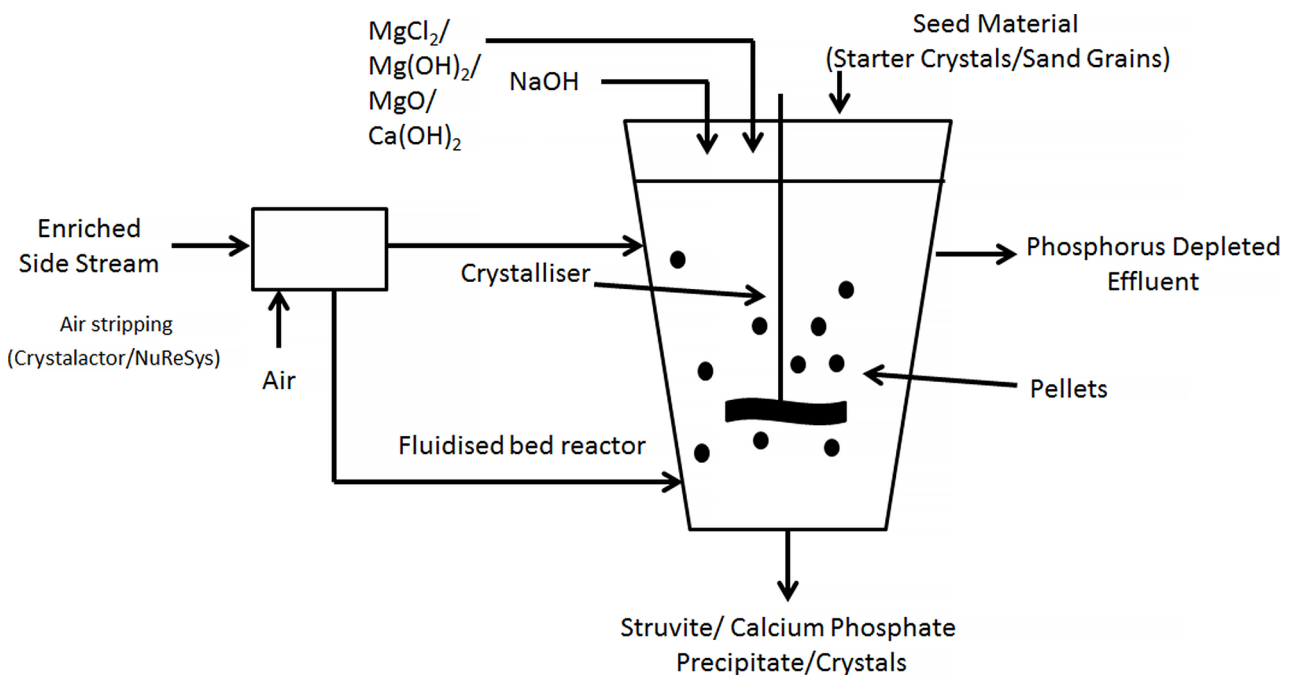 MgCl₂/
Mg(OH)₂/
MgO/
Ca(OH)₂
NaOH
Seed Material
(Starter Crystals/Sand Grains)
Enriched
Side Stream
Air stripping
(Crystalactor/NuReSys)
Air
Crystalliser
Phosphorus Depleted
Effluent
Pellets
Fluidised bed reactor
Struvite/ Calcium Phosphate
Precipitate/Crystals